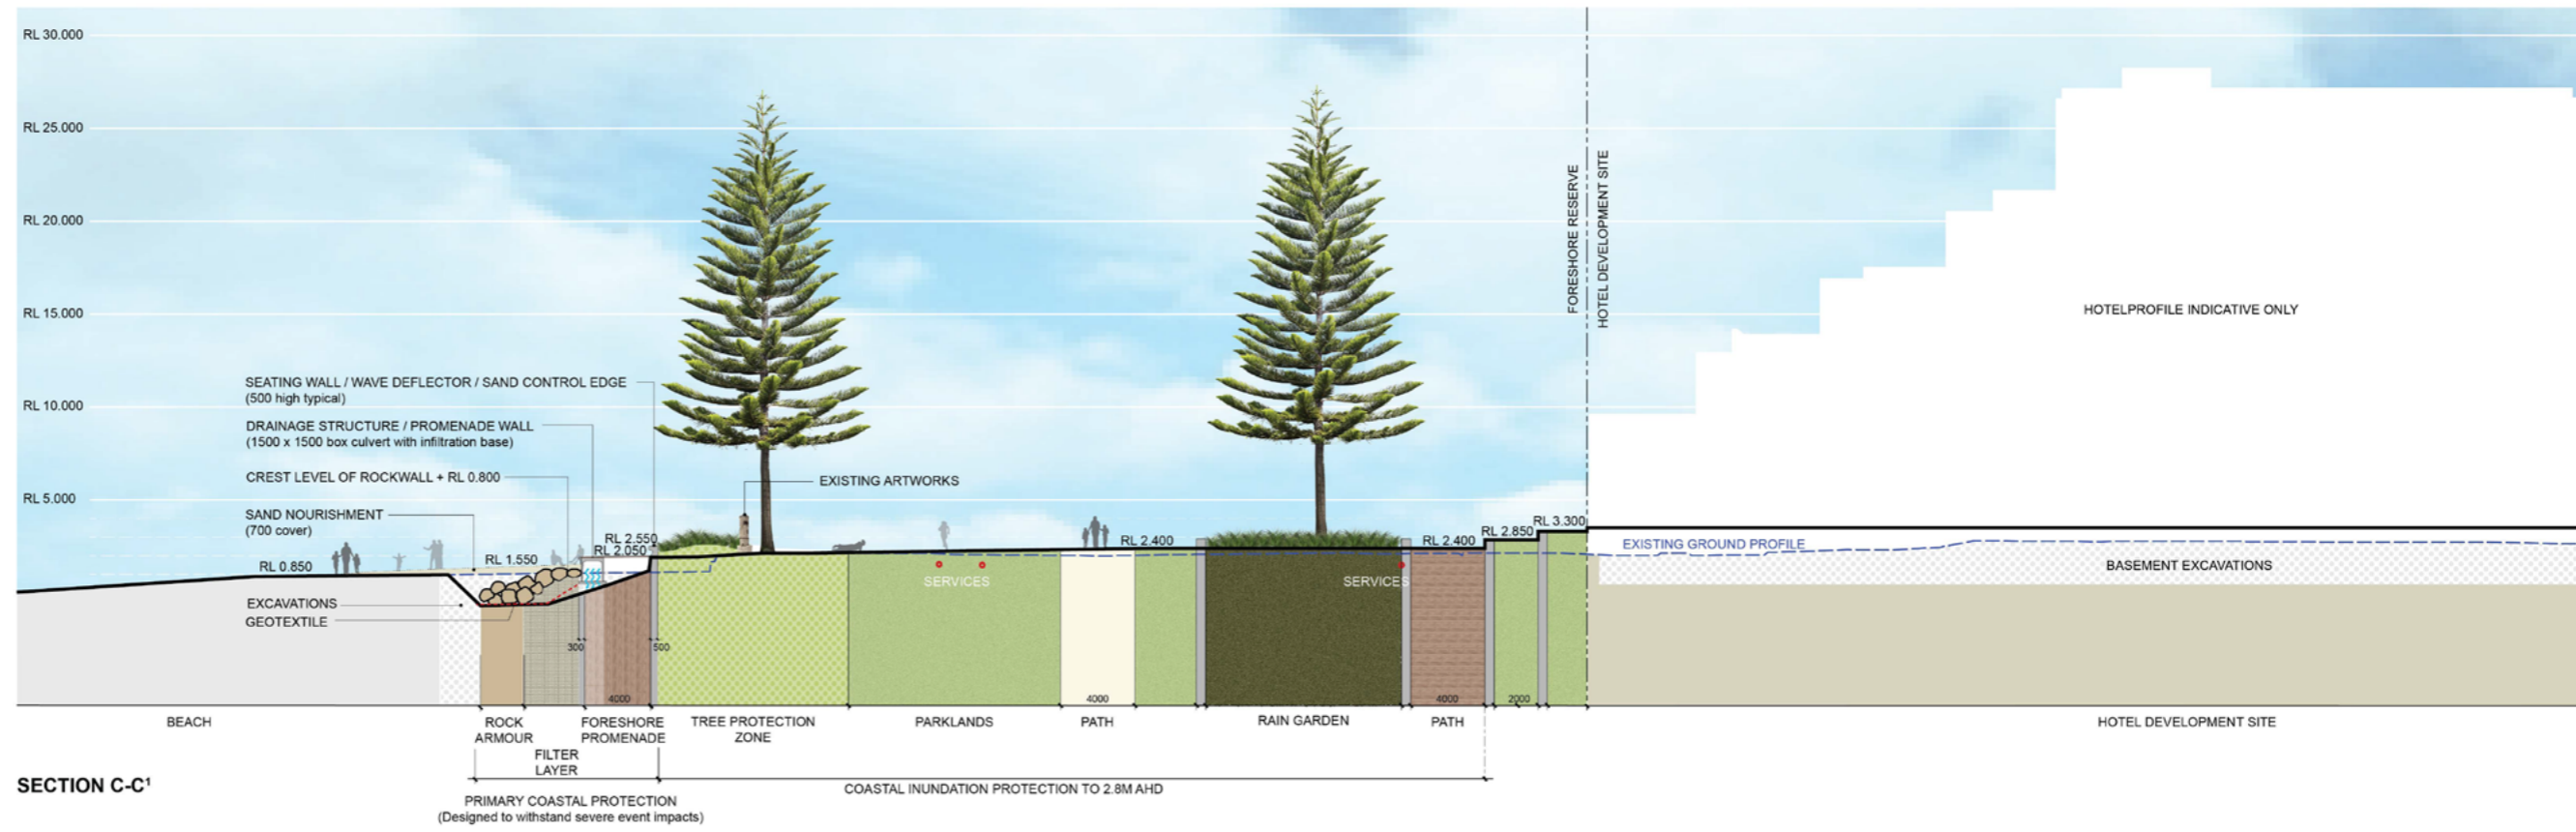 RL 30.000
RL 25.000
RL 20.000
RL 15.000
RL 10.000
RL 5.000
FORESHORE RESERVE
HOTEL DEVELOPMENT SITE
HOTELPROFILE INDICATIVE ONLY
SEATING WALL / WAVE DEFLECTOR / SAND CONTROL EDGE
(500 high typical)
DRAINAGE STRUCTURE / PROMENADE WALL
(1500 x 1500 box culvert with infiltration base)
CREST LEVEL OF ROCKWALL + RL 0.800
SAND NOURISHMENT
(700 cover)
EXISTING ARTWORKS
RL 0.850
RL 1.550
RL 2.550
RL 2.050
RL 2.400
RL 2.400
RL 2.850
RL 3.300
EXISTING GROUND PROFILE
BASEMENT EXCAVATIONS
SERVICES
SERVICES
EXCAVATIONS
GEOTEXTILE
300
500
4000
4000
4000
2000
BEACH
ROCK
ARMOUR
FILTER
LAYER
FORESHORE
PROMENADE
TREE PROTECTION
ZONE
PARKLANDS
PATH
RAIN GARDEN
PATH
HOTEL DEVELOPMENT SITE
SECTION C-C¹
PRIMARY COASTAL PROTECTION
(Designed to withstand severe event impacts)
COASTAL INUNDATION PROTECTION TO 2.8M AHD